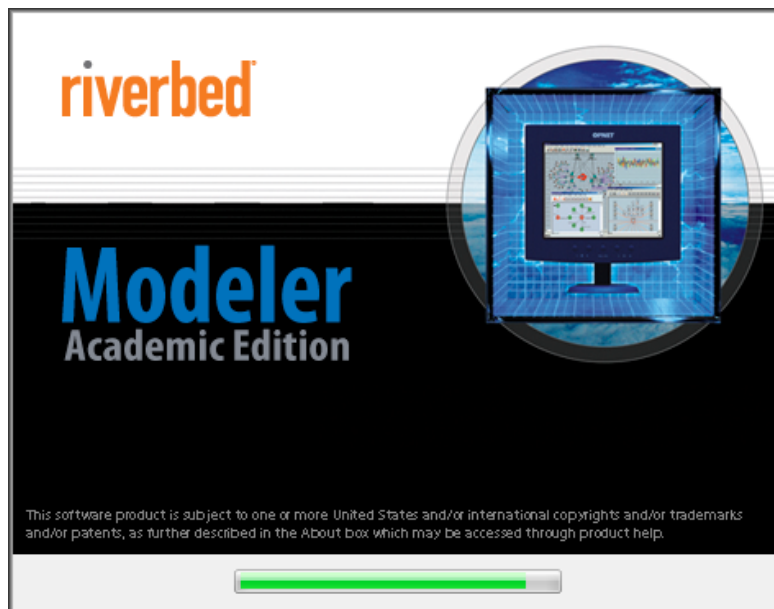 riverbed
OPNET
Modeler
Academic Edition
This software product is subject to one or more United States and/or international copyrights and/or trademarks
and/or patents, as further described in the About box which may be accessed through product help.